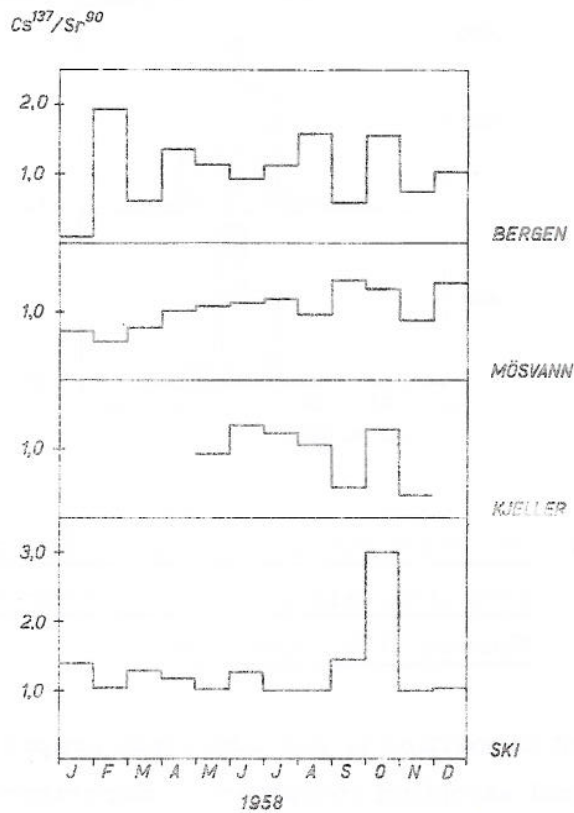 Cs137/Sr90
2,0
1,0
BERGEN
1,0
MÖSVANN
1,0
KJELLER
3,0
2,0
1,0
SKI
J F M A M J J A S O N D
1958